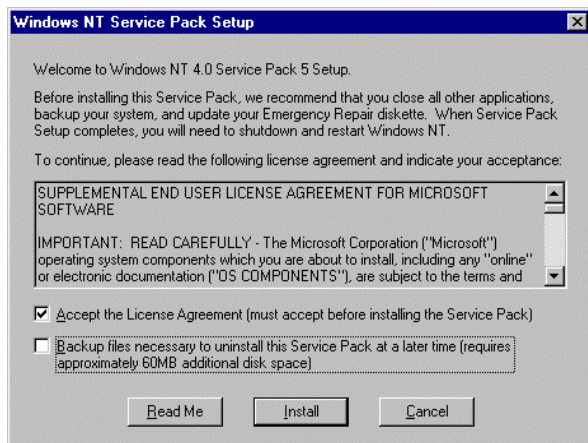 Windows NT Service Pack Setup
Welcome to Windows NT 4.0 Service Pack 5 Setup.
Before installing this Service Pack, we recommend that you close all other applications,
backup your system, and update your Emergency Repair diskette. When Service Pack
Setup completes, you will need to shutdown and restart Windows NT.
To continue, please read the following license agreement and indicate your acceptance:
SUPPLEMENTAL END USER LICENSE AGREEMENT FOR MICROSOFT
SOFTWARE
IMPORTANT: READ CAREFULLY - The Microsoft Corporation ("Microsoft")
operating system components which you are about to install, including any "online"
or electronic documentation ("OS COMPONENTS"), are subject to the terms and
Accept the License Agreement (must accept before installing the Service Pack)
Backup files necessary to uninstall this Service Pack at a later time (requires
approximately 60MB additional disk space)
Read Me Install Cancel